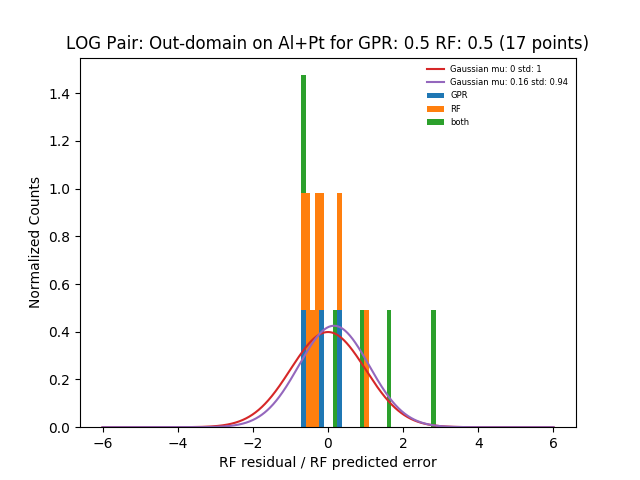 LOG Pair: Out-domain on Al+Pt for GPR: 0.5 RF: 0.5 (17 points)
Gaussian mu: 0 std: 1
Gaussian mu: 0.16 std: 0.94
GPR
RF
both
Normalized Counts
1.4
1.2
1.0
0.8
0.6
0.4
0.2
0.0
−6 −4 −2 0 2 4 6
RF residual / RF predicted error